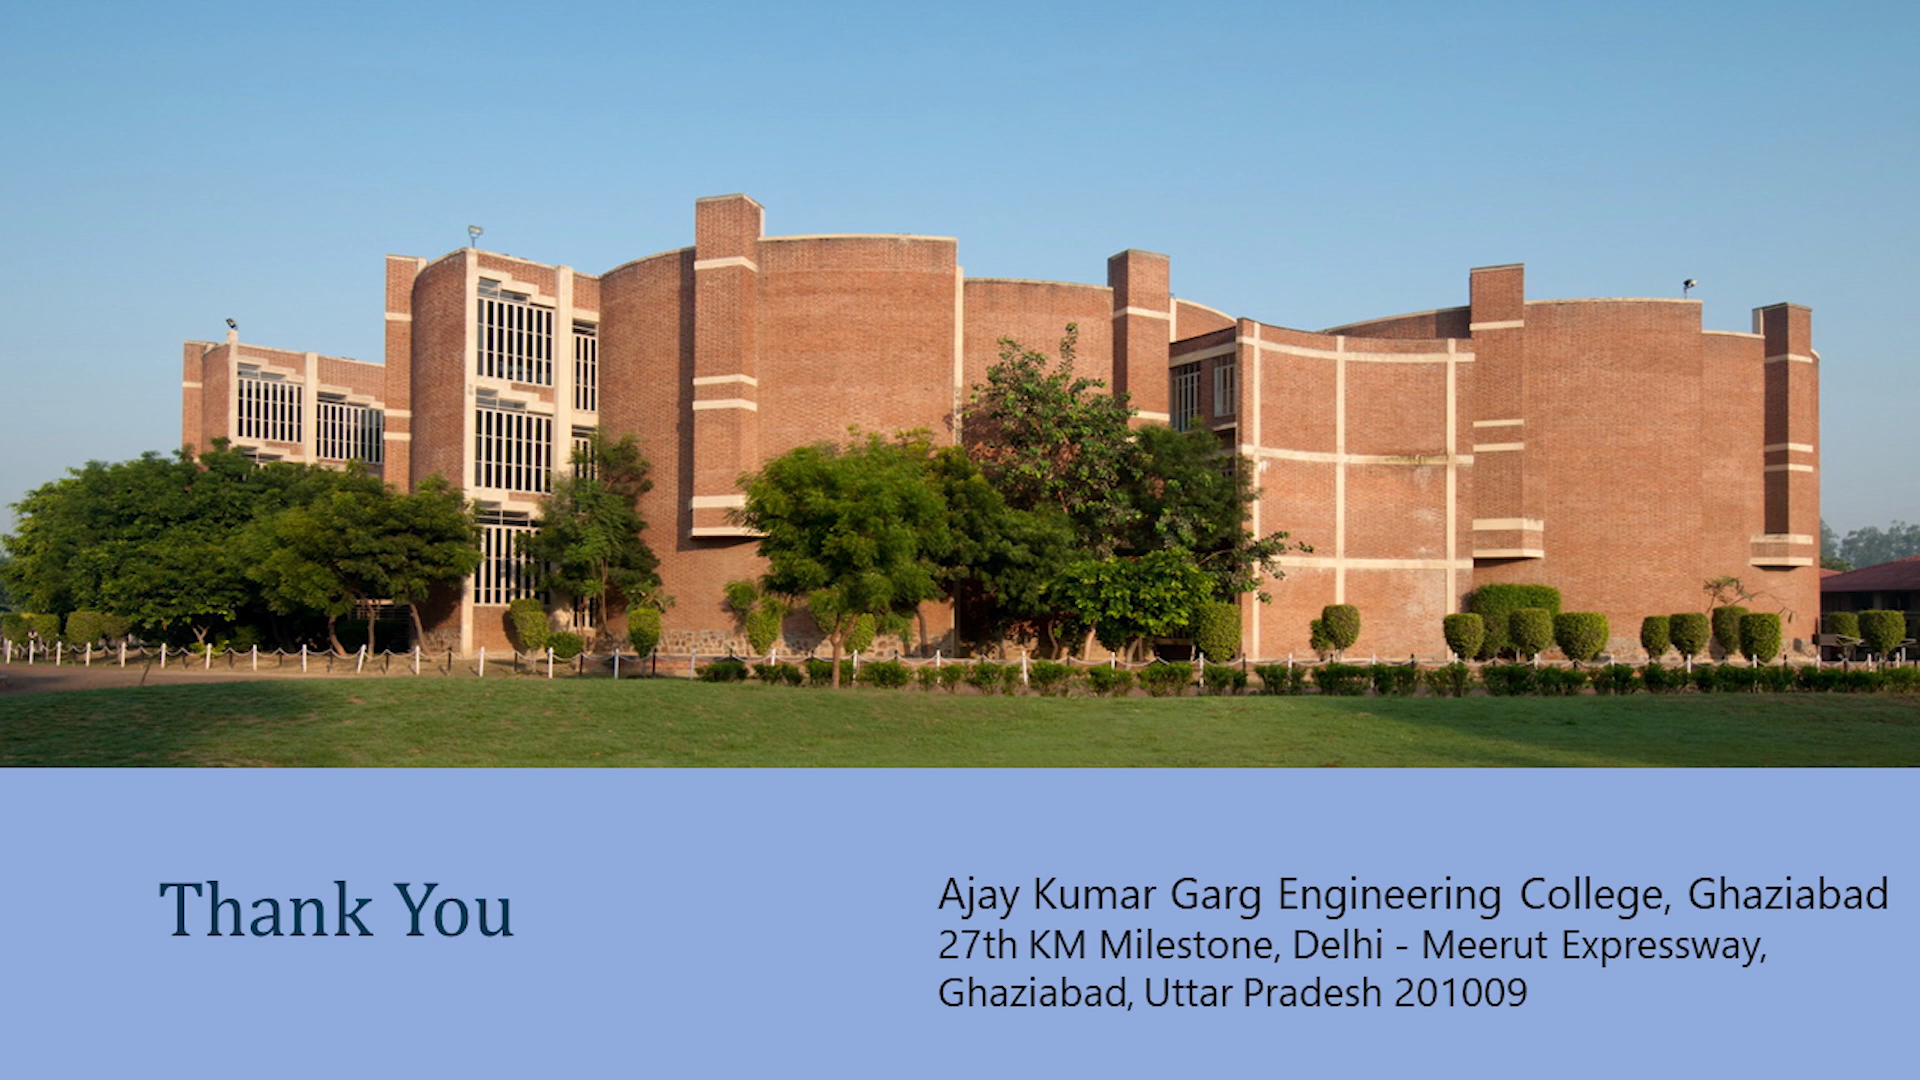 Thank You
Ajay Kumar Garg Engineering College, Ghaziabad
27th KM Milestone, Delhi - Meerut Expressway,
Ghaziabad, Uttar Pradesh 201009